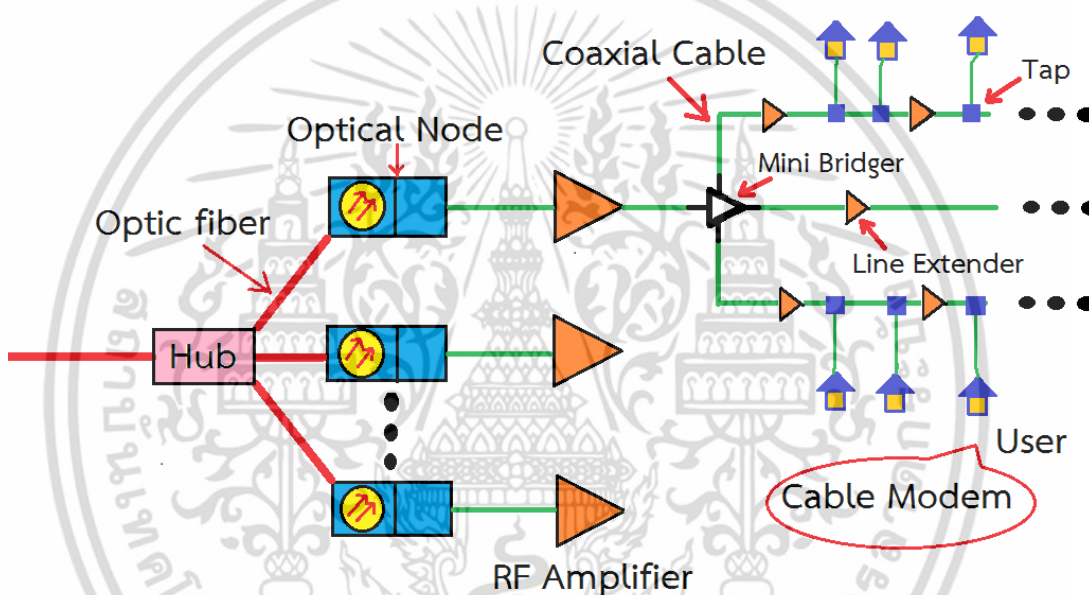 Coaxial Cable
Tap
Optical Node
Mini Bridger
Optic fiber
Line Extender
Hub
User
Cable Modem
RF Amplifier